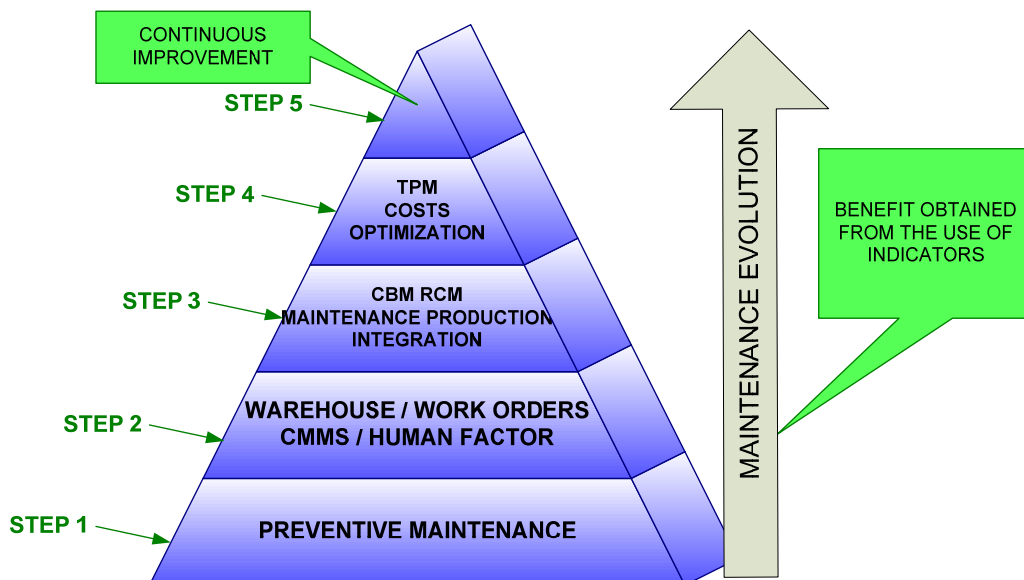 CONTINUOUS
IMPROVEMENT
STEP 5
STEP 4
TPM
COSTS
OPTIMIZATION
STEP 3
CBM RCM
MAINTENANCE PRODUCTION
INTEGRATION
STEP 2
WAREHOUSE / WORK ORDERS
CMMS / HUMAN FACTOR
STEP 1
PREVENTIVE MAINTENANCE
MAINTENANCE EVOLUTION
BENEFIT OBTAINED
FROM THE USE OF
INDICATORS